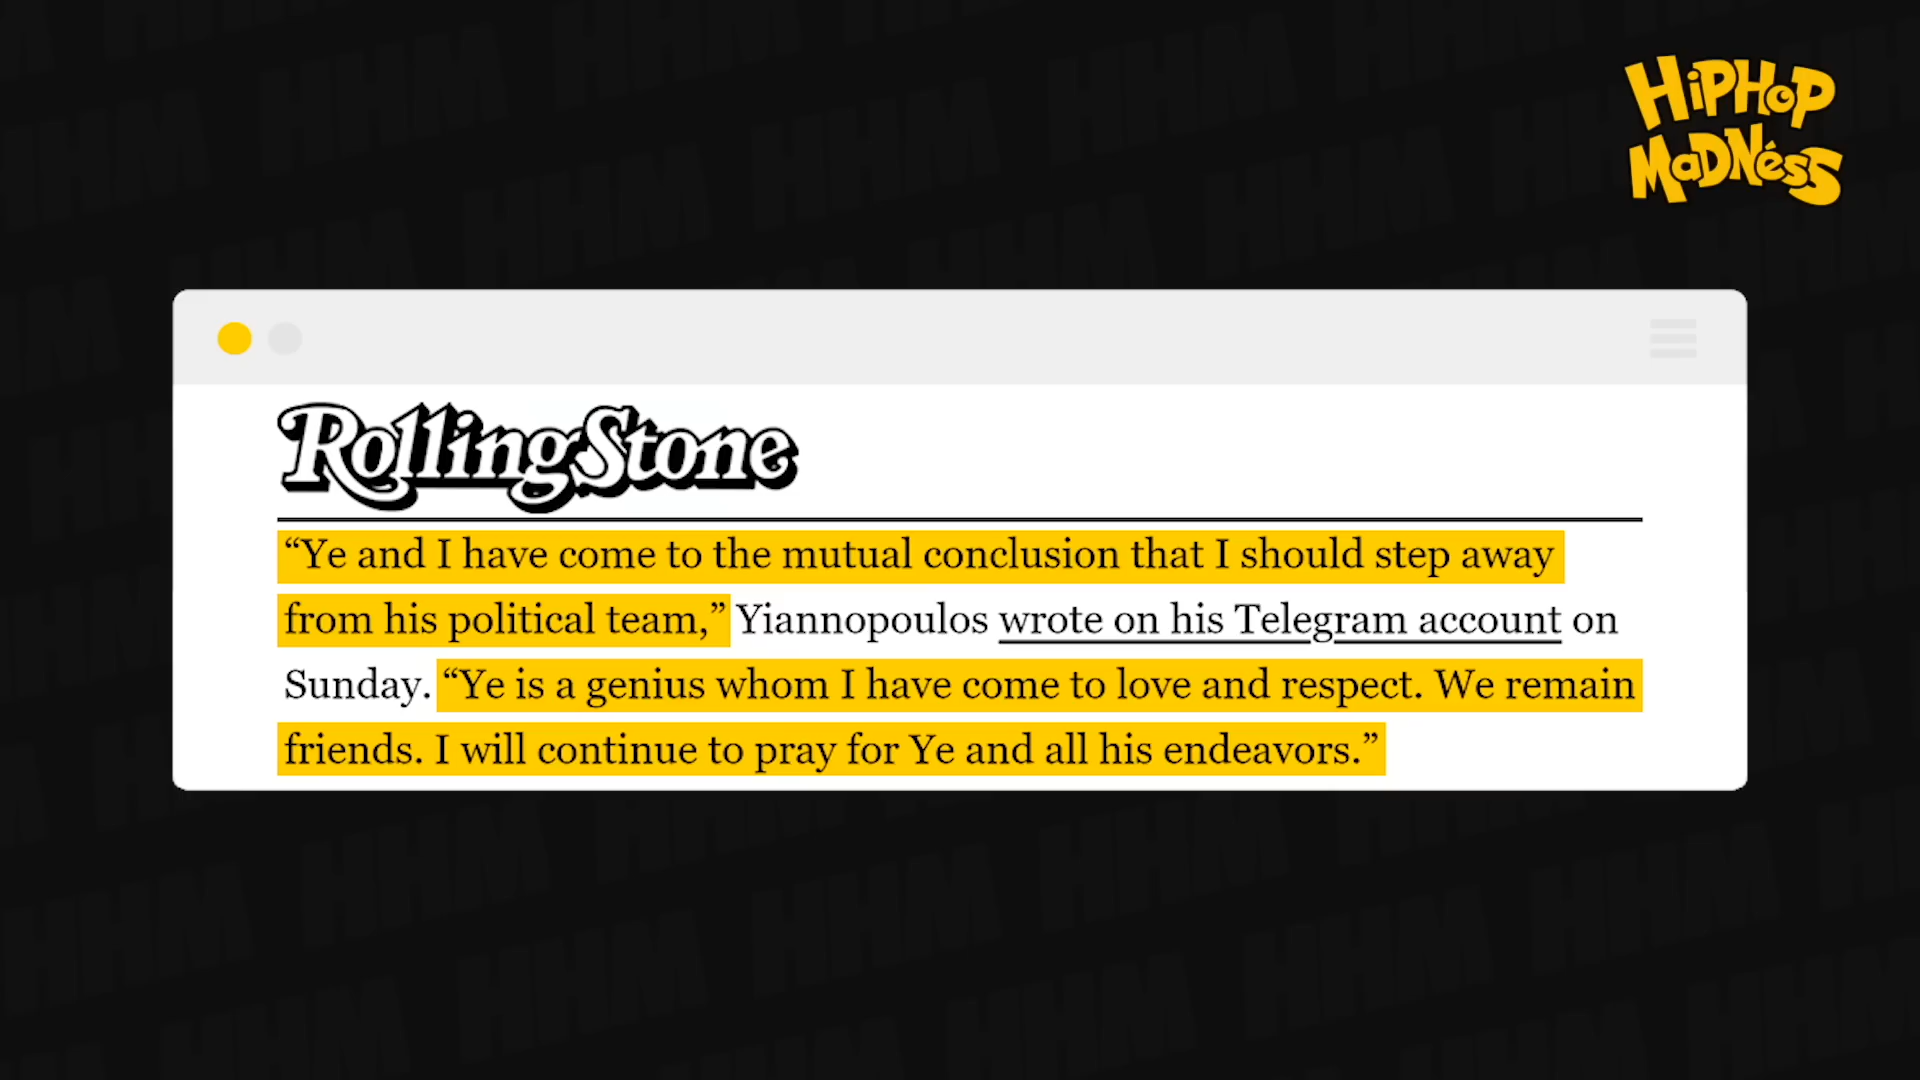 HiPHOP
MaDNéSS
RollingStone
“Ye and I have come to the mutual conclusion that I should step away
from his political team,” Yiannopoulos wrote on his Telegram account on
Sunday. “Ye is a genius whom I have come to love and respect. We remain
friends. I will continue to pray for Ye and all his endeavors.”